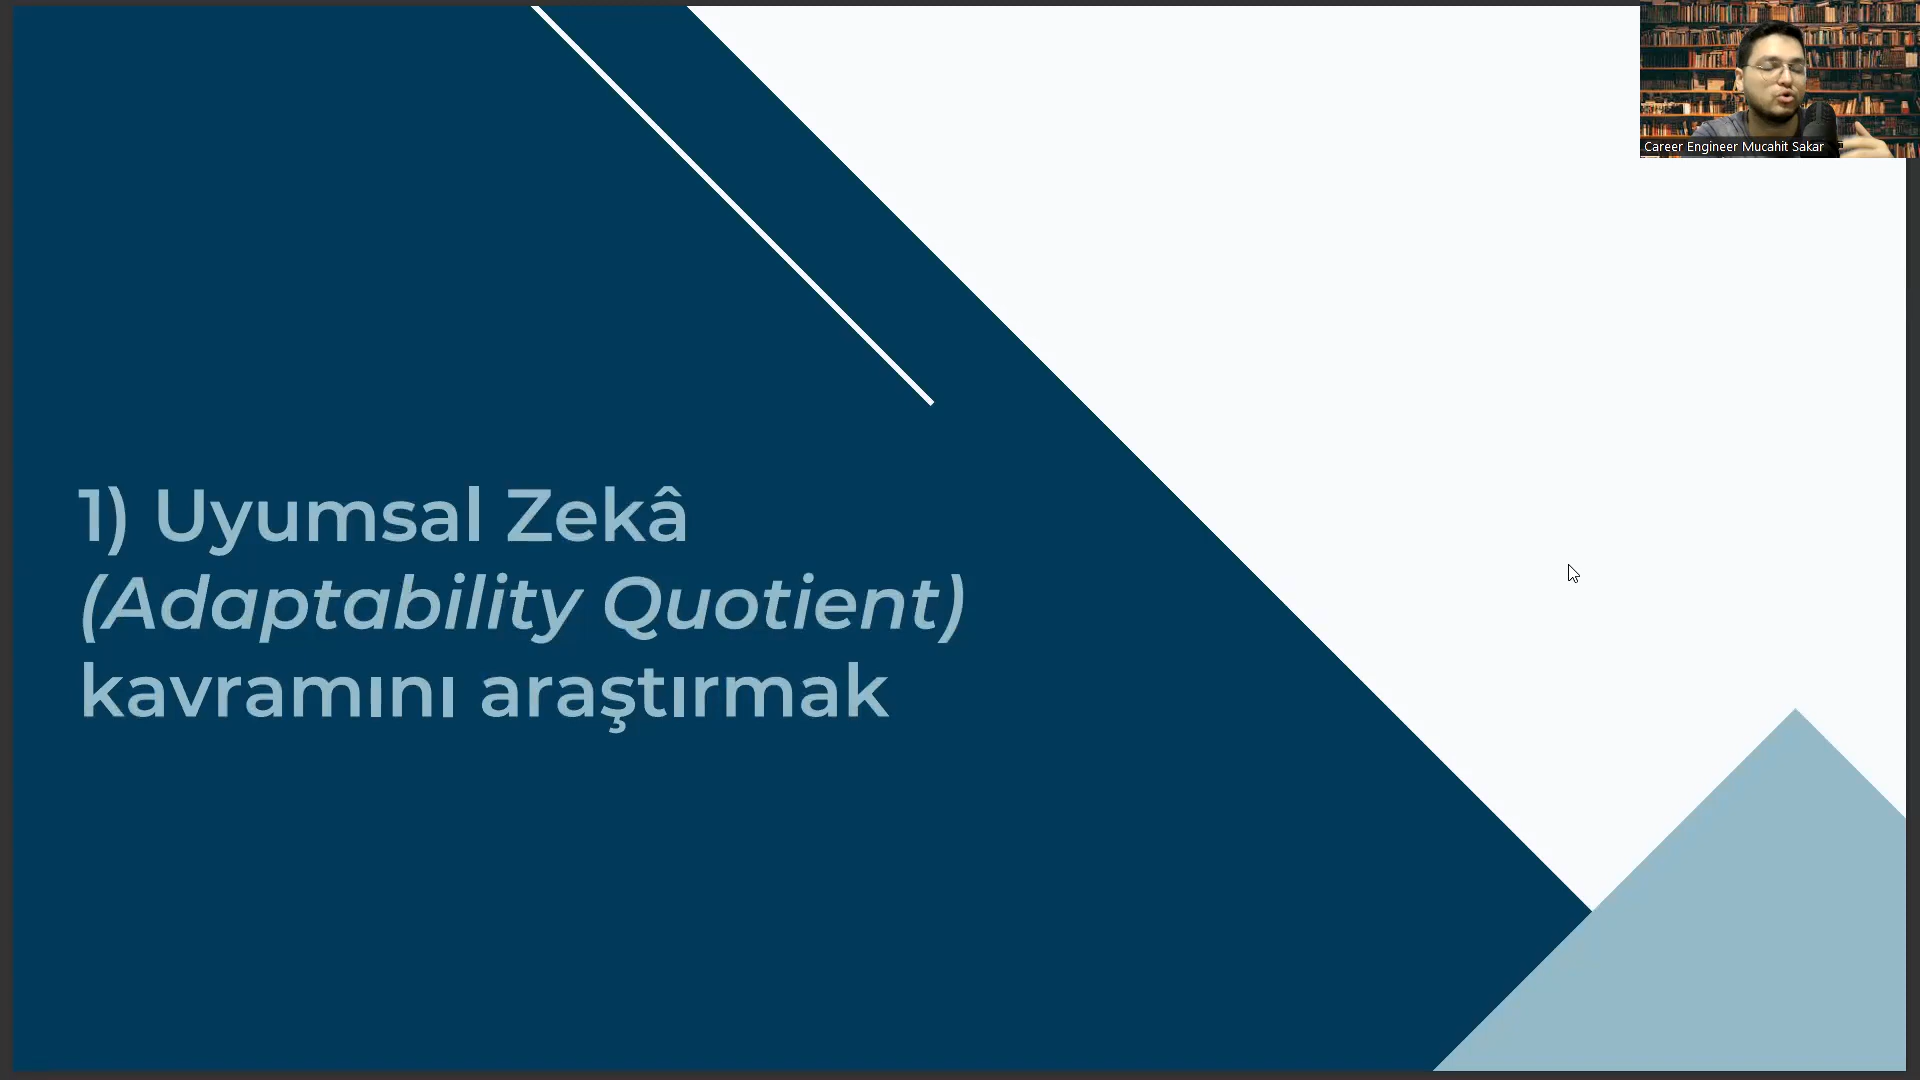 Career Engineer Mucahit Sakar
1) Uyumsal Zekâ
(Adaptability Quotient)
kavramını araştırmak